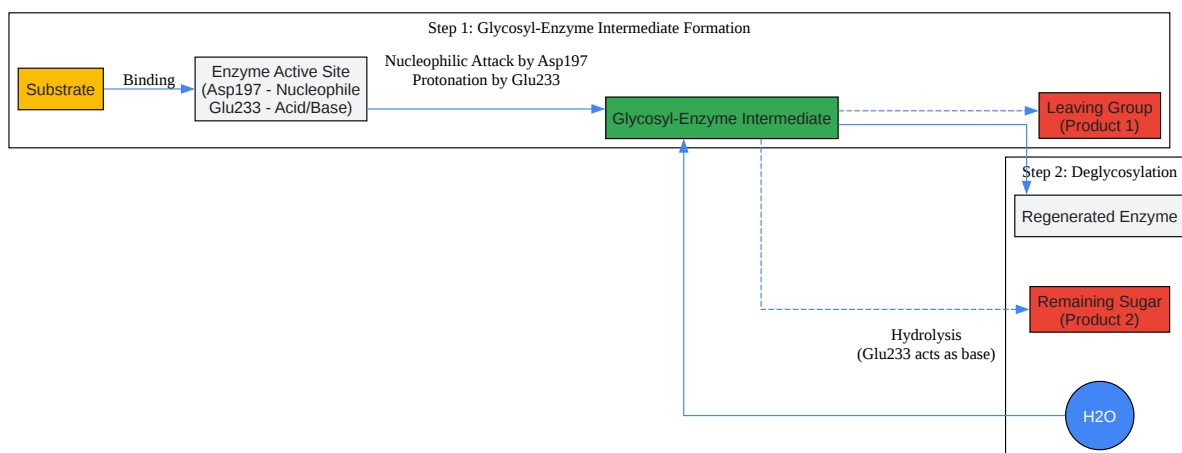 Step 1: Glycosyl-Enzyme Intermediate Formation
Substrate
Binding
Enzyme Active Site
(Asp197 - Nucleophile
Glu233 - Acid/Base)
Nucleophilic Attack by Asp197
Protonation by Glu233
Glycosyl-Enzyme Intermediate
Leaving Group
(Product 1)
Step 2: Deglycosylation
Regenerated Enzyme
Remaining Sugar
(Product 2)
Hydrolysis
(Glu233 acts as base)
H2O